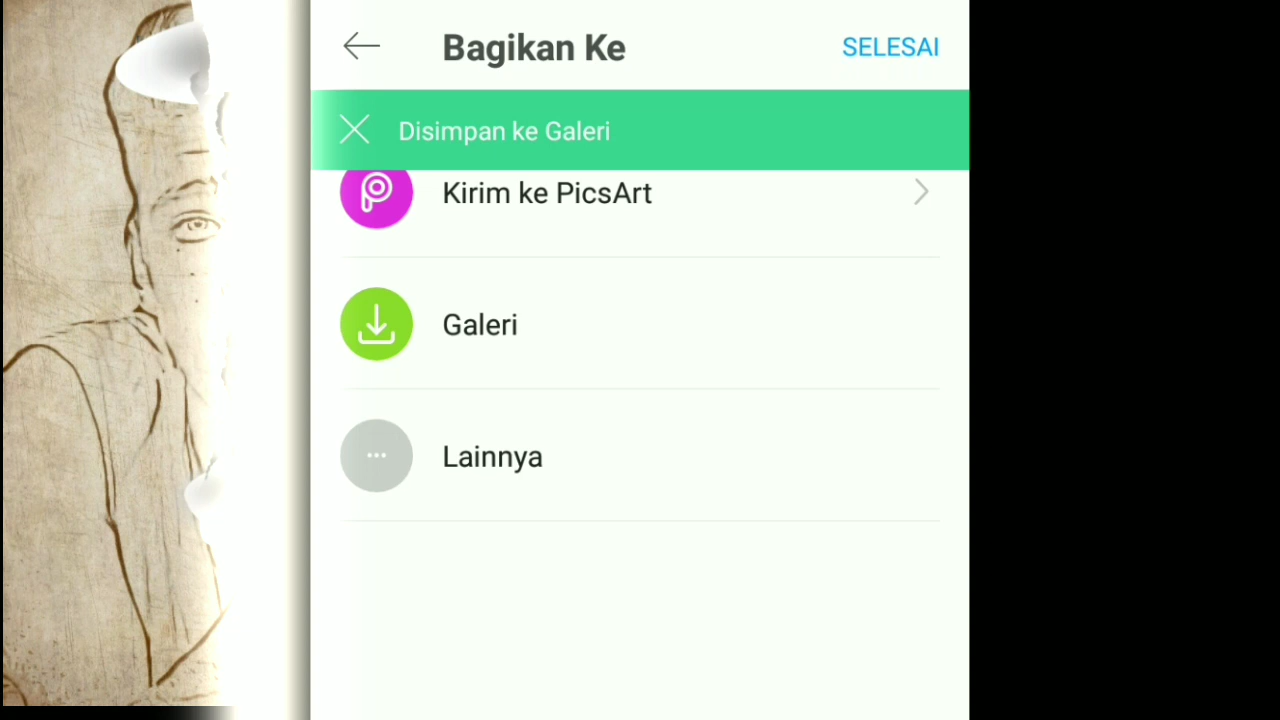 Bagikan Ke
SELESAI
Disimpan ke Galeri
Kirim ke PicsArt
Galeri
Lainnya